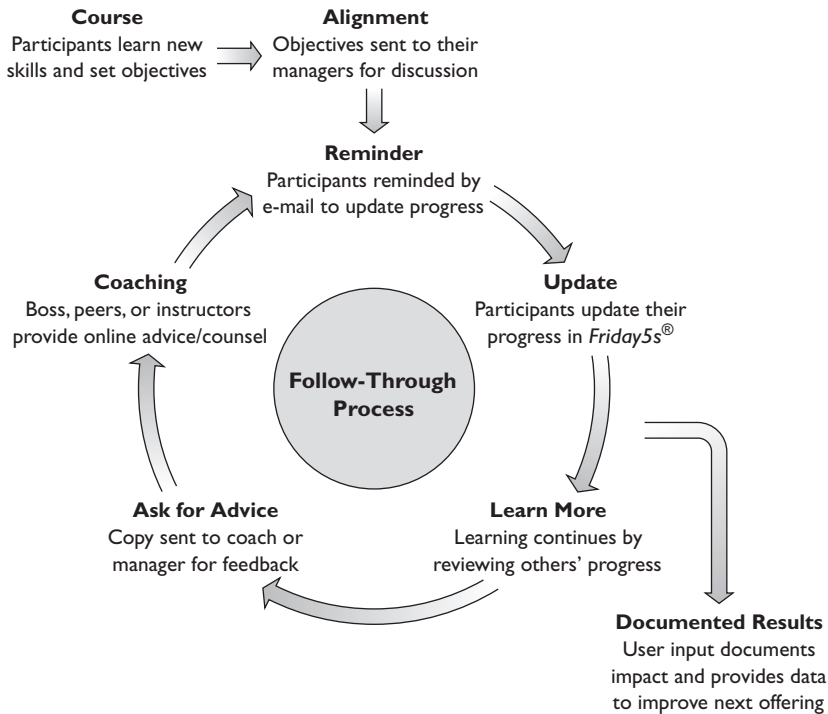 Course
Participants learn new
skills and set objectives
Alignment
Objectives sent to their
managers for discussion
Reminder
Participants reminded by
e-mail to update progress
Update
Participants update their
progress in Friday5s®
Learn More
Learning continues by
reviewing others’ progress
Ask for Advice
Copy sent to coach or
manager for feedback
Coaching
Boss, peers, or instructors
provide online advice/counsel
Follow-Through
Process
Documented Results
User input documents
impact and provides data
to improve next offering